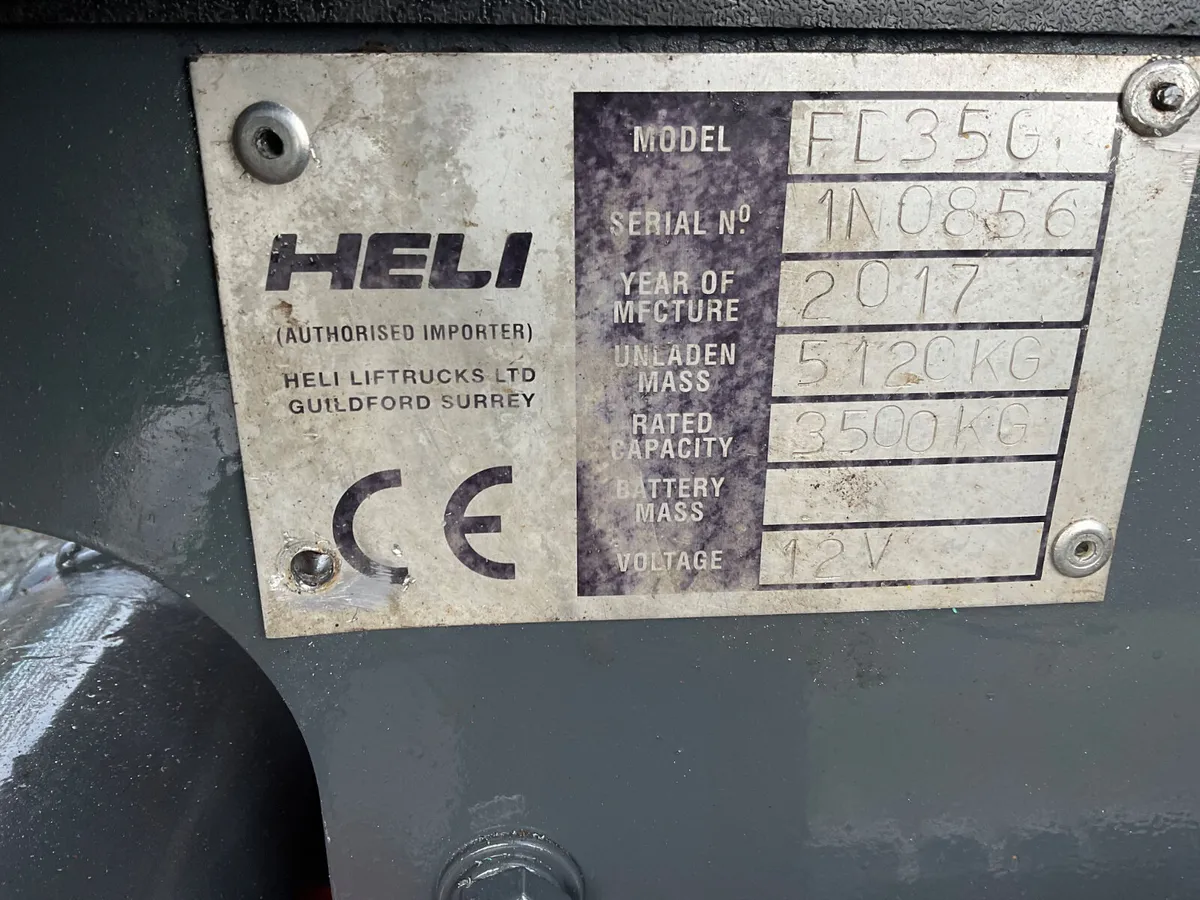 HELI
(AUTHORISED IMPORTER)
HELI LIFTRUCKS LTD
GUILDFORD SURREY
CE
MODEL FD35G
SERIAL Nº. 1N0856
YEAR OF
MFCTURE 2017
UNLADEN
MASS 5120KG
RATED
CAPACITY 3500KG
BATTERY
MASS
VOLTAGE 12V